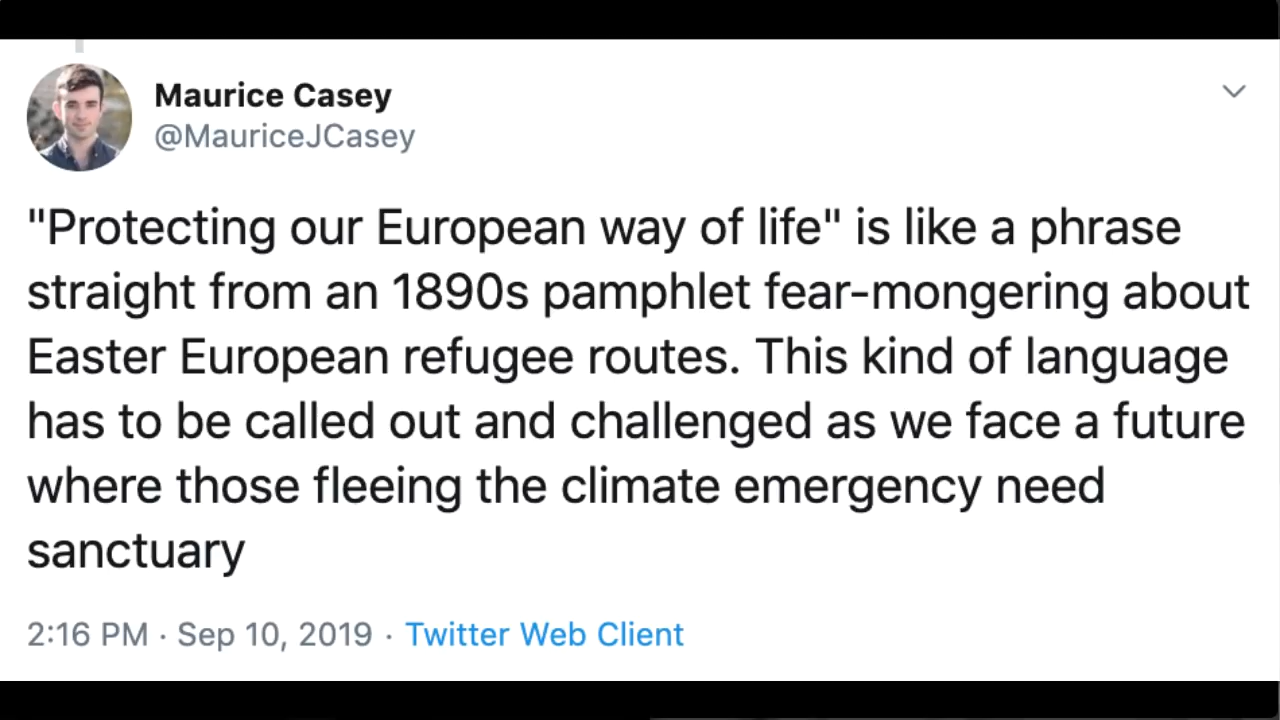 Maurice Casey
@MauriceJCasey
"Protecting our European way of life" is like a phrase
straight from an 1890s pamphlet fear-mongering about
Easter European refugee routes. This kind of language
has to be called out and challenged as we face a future
where those fleeing the climate emergency need
sanctuary
2:16 PM · Sep 10, 2019 · Twitter Web Client